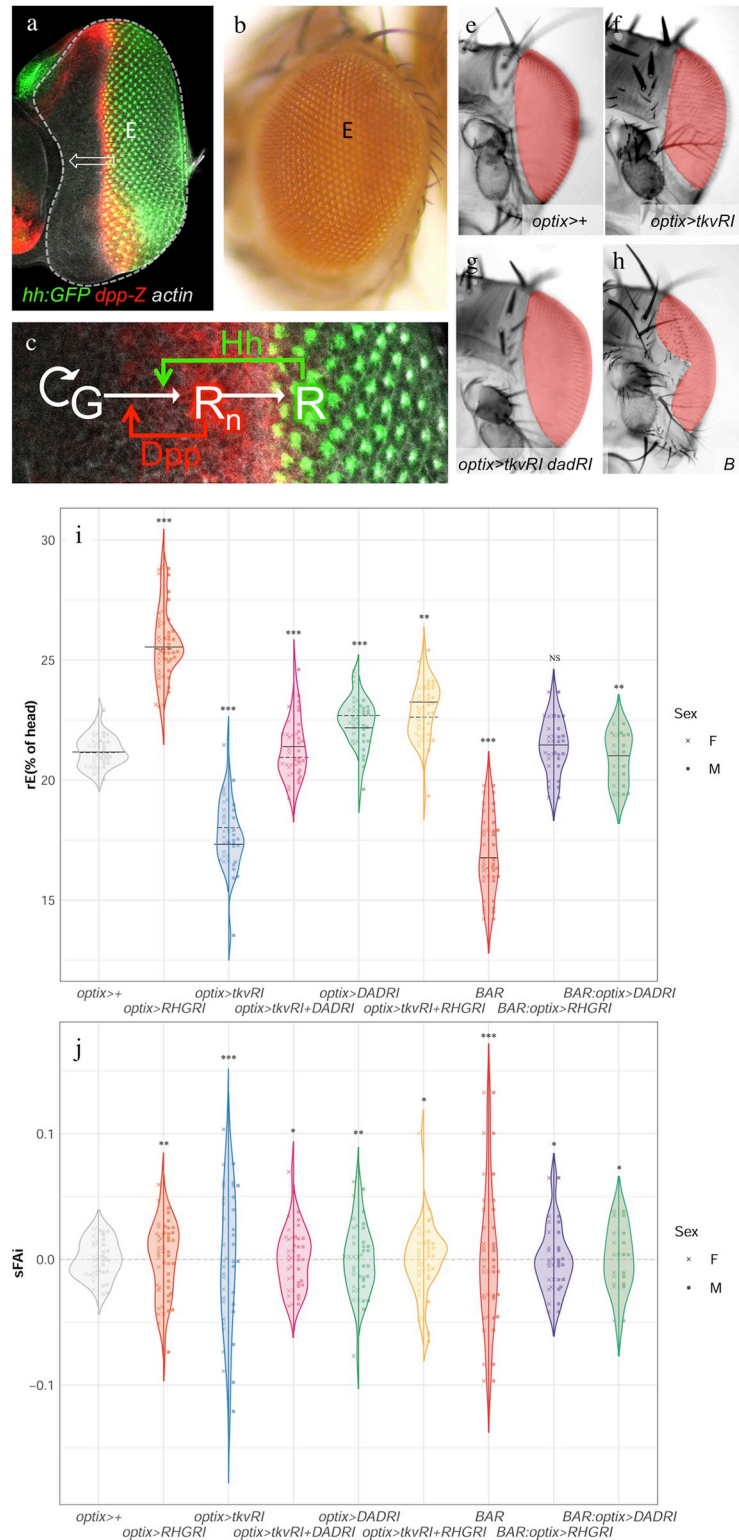 a
E
hh:GFP dpp-Z actin
b
E
e
optix>+
f
optix>tkvRI
g
optix>tkvRI dadRI
h
B
c
Hh
G
Rn
R
Dpp
i
rE(% of head)
30
25
20
15
***
***
***
***
**
***
NS
**
Sex
F
M
optix>+
optix>RHGRI
optix>tkvRI
optix>tkvRI+DADRI
optix>DADRI
optix>tkvRI+RHGRI
BAR
BAR:optix>RHGRI
BAR:optix>DADRI
j
sFAi
0.1
0.0
−0.1
**
***
*
**
*
***
*
*
Sex
F
M
optix>+
optix>RHGRI
optix>tkvRI
optix>tkvRI+DADRI
optix>DADRI
optix>tkvRI+RHGRI
BAR
BAR:optix>RHGRI
BAR:optix>DADRI